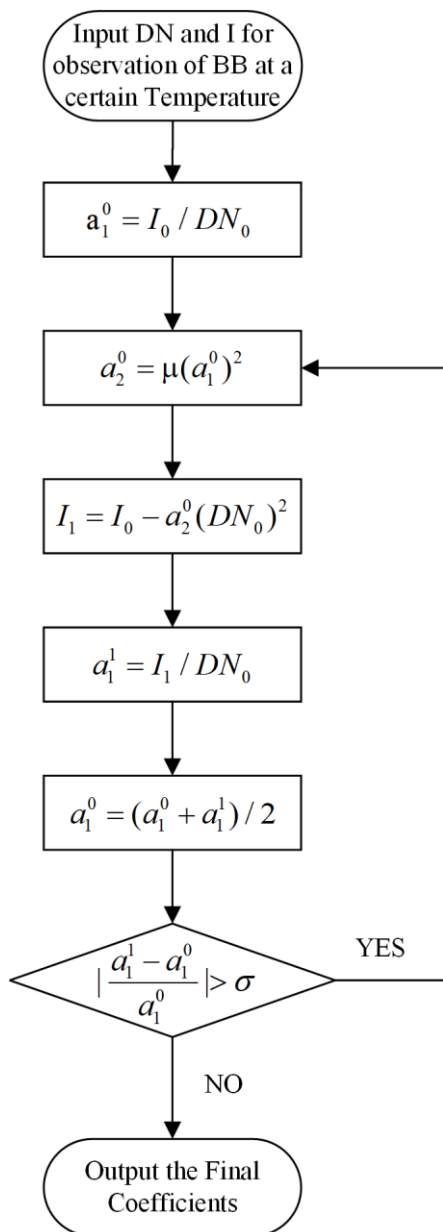 Input DN and I for
observation of BB at a
certain Temperature
a₁⁰ = I₀ / DN₀
a₂⁰ = μ(a₁⁰)²
I₁ = I₀ − a₂⁰(DN₀)²
a₁¹ = I₁ / DN₀
a₁⁰ = (a₁⁰ + a₁¹) / 2
| (a₁¹ − a₁⁰) / a₁⁰ | > σ
YES
NO
Output the Final
Coefficients